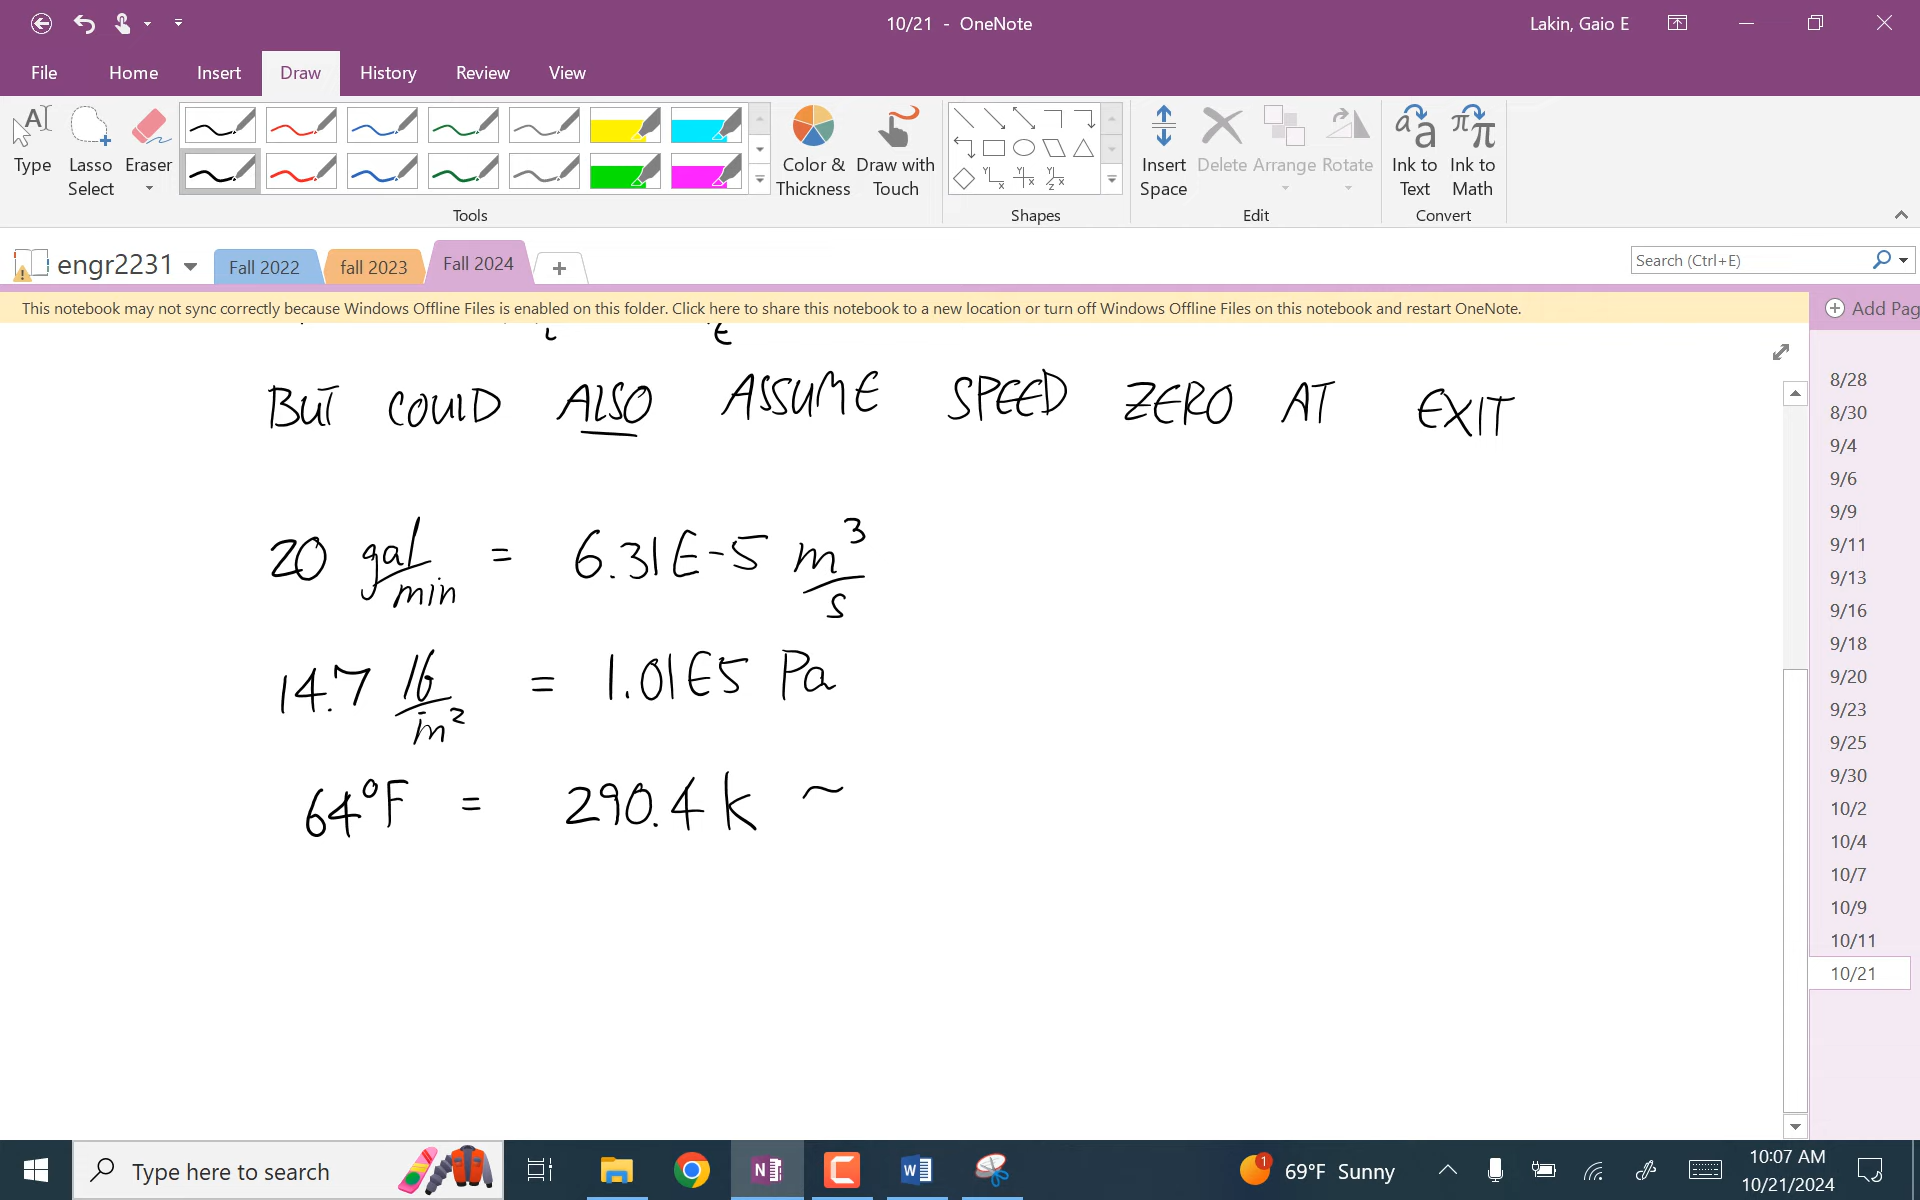 10/21 - OneNote
Lakin, Gaio E
File Home Insert Draw History Review View
Type
Lasso Select
Eraser
Color & Thickness
Draw with Touch
Insert Space
Delete
Arrange
Rotate
Ink to Text
Ink to Math
Tools
Shapes
Edit
Convert
engr2231
Fall 2022
fall 2023
Fall 2024
Search (Ctrl+E)
This notebook may not sync correctly because Windows Offline Files is enabled on this folder. Click here to share this notebook to a new location or turn off Windows Offline Files on this notebook and restart OneNote.
Add Pag
BUT COULD ALSO ASSUME SPEED ZERO AT EXIT
20 gal/min = 6.31E-5 m³/s
14.7 lb/in² = 1.01E5 Pa
64°F = 290.4 K ~
8/28
8/30
9/4
9/6
9/9
9/11
9/13
9/16
9/18
9/20
9/23
9/25
9/30
10/2
10/4
10/7
10/9
10/11
10/21
Type here to search
69°F Sunny
10:07 AM
10/21/2024